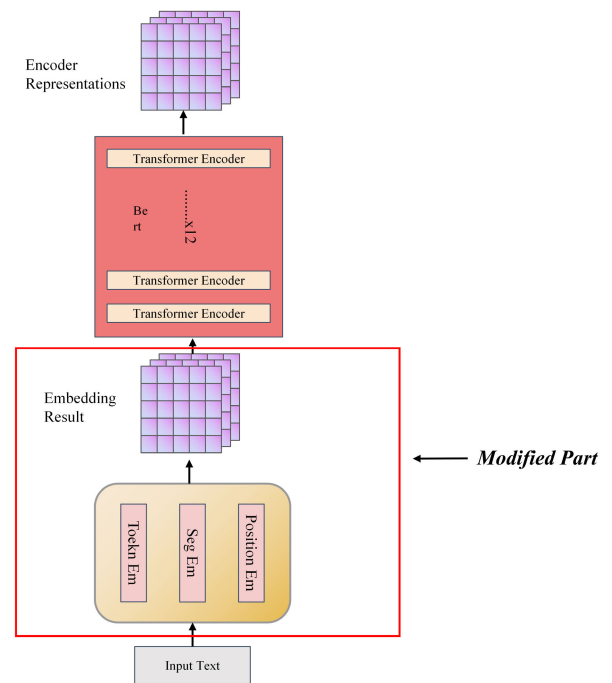 Encoder
Representations
Transformer Encoder
Be
rt
........x12
Transformer Encoder
Transformer Encoder
Embedding
Result
Modified Part
Toekn Em
Seg Em
Position Em
Input Text